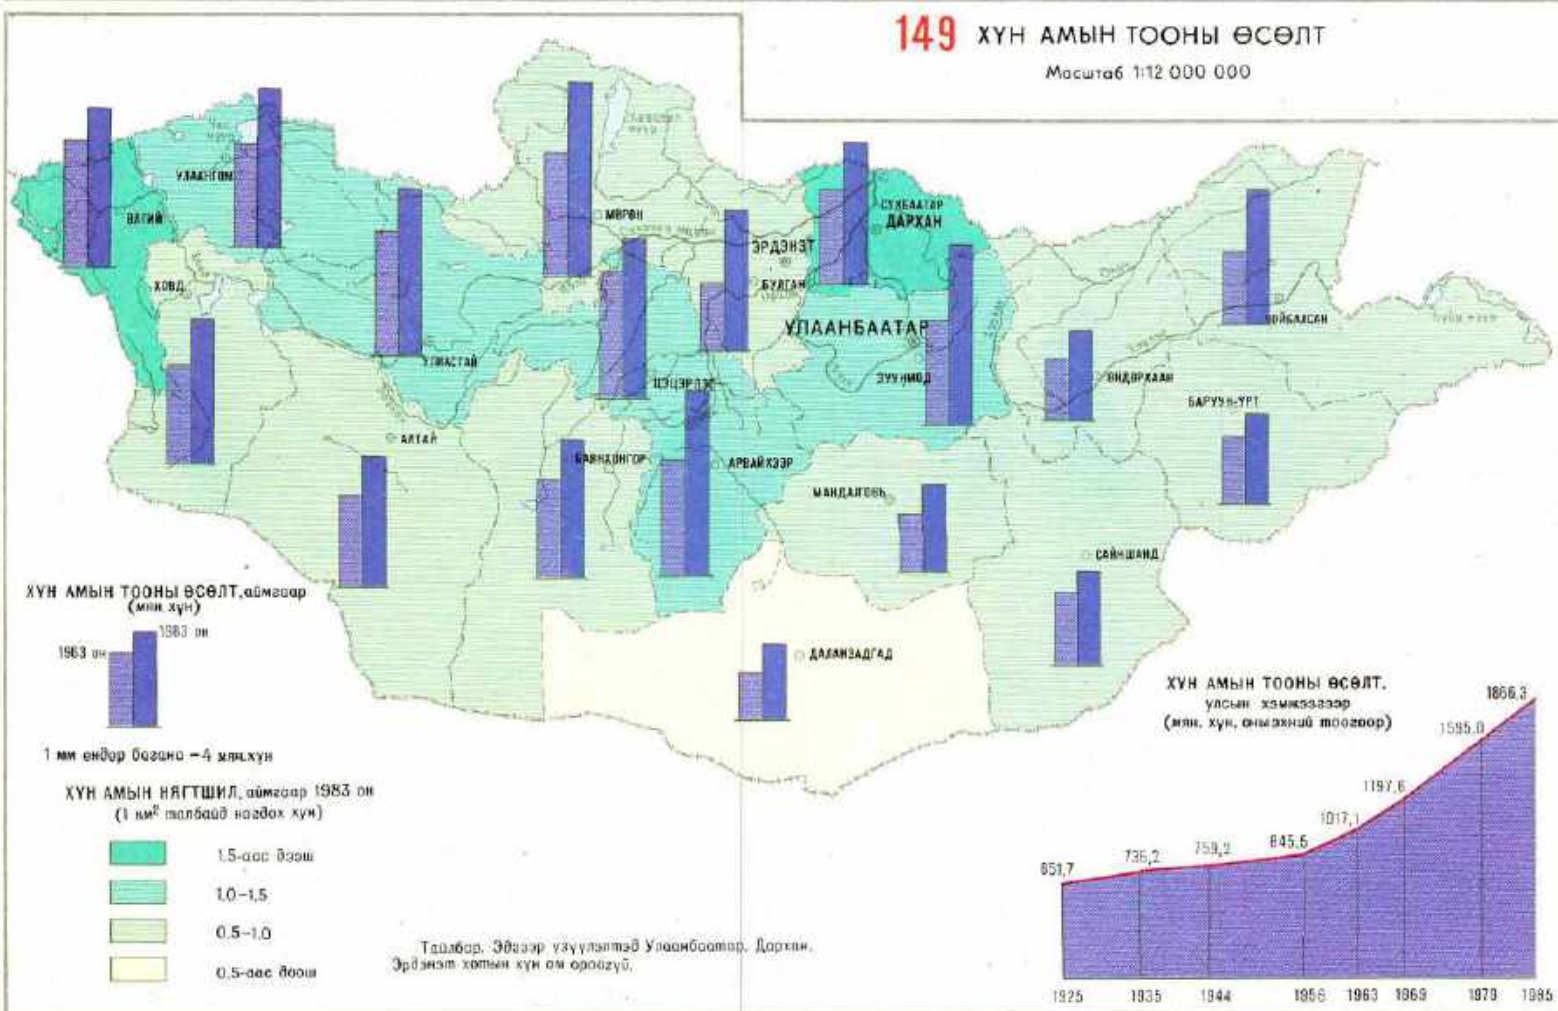 149 ХҮН АМЫН ТООНЫ ӨСӨЛТ
Масштаб 1:12 000 000
УЛААНГОМ
ӨЛГИЙ
ХОВД
МӨРӨН
СҮХБААТАР
ДАРХАН
ЭРДЭНЭТ
БУЛГАН
УЛААНБААТАР
ЗУУНМОД
УЛИАСТАЙ
ЦЭЦЭРЛЭГ
ЧОЙБАЛСАН
ӨНДӨРХААН
БАРУУН-УРТ
АЛТАЙ
БАЯНХОНГОР
АРВАЙХЭЭР
МАНДАЛГОВЬ
САЙНШАНД
ДАЛАНЗАДГАД
ХҮН АМЫН ТООНЫ ӨСӨЛТ, аймгаар
(мян. хүн)
1983 он
1963 он
1 мм өндөр багана – 4 мян.хүн
ХҮН АМЫН НЯГТШИЛ, аймгаар 1983 он
(1 км² талбайд ногдох хүн)
1.5-аас дээш
1.0–1,5
0.5–1.0
0.5-аас доош
Тайлбар. Эдгээр үзүүлэлтэд Улаанбаатар, Дархан,
Эрдэнэт хотын хүн ам ороогүй.
ХҮН АМЫН ТООНЫ ӨСӨЛТ,
улсын хэмжээгээр
(мян. хүн, оны эхний тоогоор)
651,7
736,2
759,2
845,5
1017,1
1197,6
1595,0
1866,3
1925 1935 1944 1956 1963 1969 1979 1985